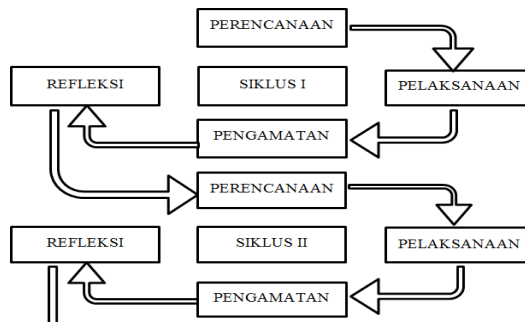 PERENCANAAN
REFLEKSI
SIKLUS I
PELAKSANAAN
PENGAMATAN
PERENCANAAN
REFLEKSI
SIKLUS II
PELAKSANAAN
PENGAMATAN